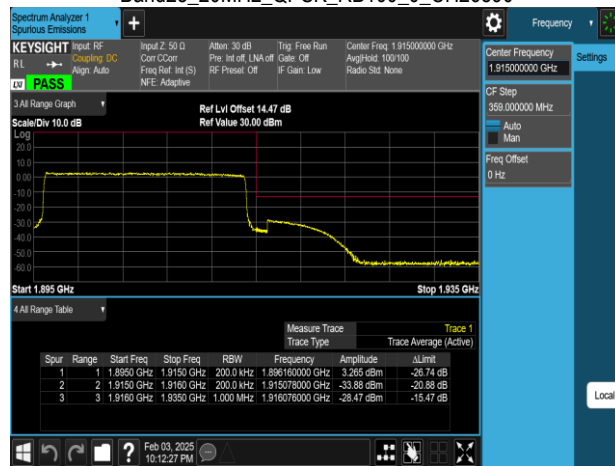 Spectrum Analyzer 1
Spurious Emissions
Frequency
KEYSIGHT
RL
LXI PASS
Input: RF
Coupling: DC
Align: Auto
Input Z: 50 Ω
Corr CCorr
Freq Ref: Int (S)
NFE: Adaptive
Atten: 30 dB
Pre: Int off, LNA off
RF Presel: Off
Trig: Free Run
Gate: Off
IF Gain: Low
Center Freq: 1.915000000 GHz
Avg|Hold: 100/100
Radio Std: None
Center Frequency
1.915000000 GHz
Settings
CF Step
359.000000 MHz
Auto
Man
Freq Offset
0 Hz
Local
3 All Range Graph
Scale/Div 10.0 dB
Ref Lvl Offset 14.47 dB
Ref Value 30.00 dBm
Log
20.0
10.0
0.00
-10.0
-20.0
-30.0
-40.0
-50.0
-60.0
Start 1.895 GHz
Stop 1.935 GHz
4 All Range Table
Measure Trace Trace 1
Trace Type Trace Average (Active)
Spur Range Start Freq Stop Freq RBW Frequency Amplitude ΔLimit
1 1 1.8950 GHz 1.9150 GHz 200.0 kHz 1.896160000 GHz 3.265 dBm -26.74 dB
2 2 1.9150 GHz 1.9160 GHz 200.0 kHz 1.915078000 GHz -33.88 dBm -20.88 dB
3 3 1.9160 GHz 1.9350 GHz 1.000 MHz 1.916076000 GHz -28.47 dBm -15.47 dB
?
Feb 03, 2025
10:12:27 PM